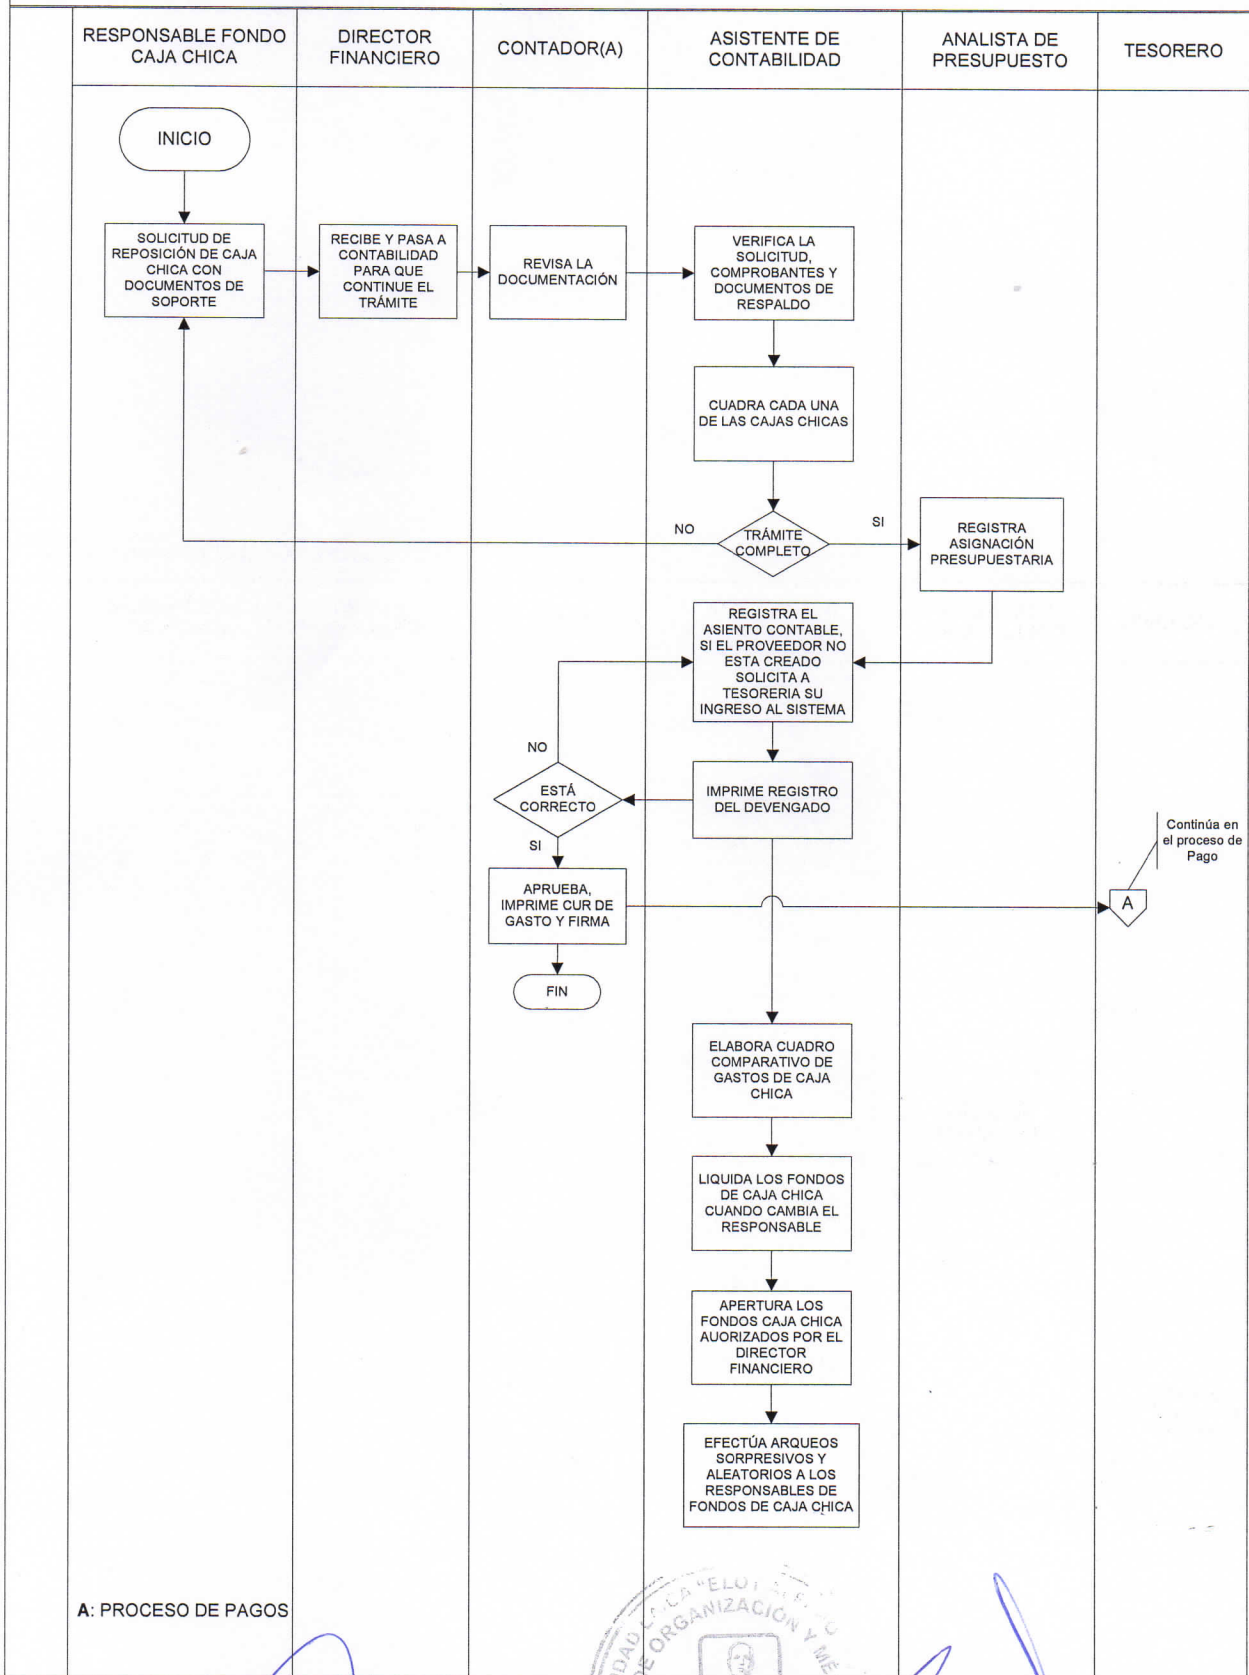 RESPONSABLE FONDO
CAJA CHICA
DIRECTOR
FINANCIERO
CONTADOR(A)
ASISTENTE DE
CONTABILIDAD
ANALISTA DE
PRESUPUESTO
TESORERO
INICIO
SOLICITUD DE
REPOSICIÓN DE CAJA
CHICA CON
DOCUMENTOS DE
SOPORTE
RECIBE Y PASA A
CONTABILIDAD
PARA QUE
CONTINUE EL
TRÁMITE
REVISA LA
DOCUMENTACIÓN
VERIFICA LA
SOLICITUD,
COMPROBANTES Y
DOCUMENTOS DE
RESPALDO
CUADRA CADA UNA
DE LAS CAJAS CHICAS
NO
TRÁMITE
COMPLETO
SI
REGISTRA
ASIGNACIÓN
PRESUPUESTARIA
REGISTRA EL
ASIENTO CONTABLE,
SI EL PROVEEDOR NO
ESTA CREADO
SOLICITA A
TESORERIA SU
INGRESO AL SISTEMA
NO
ESTÁ
CORRECTO
SI
IMPRIME REGISTRO
DEL DEVENGADO
Continúa en
el proceso de
Pago
APRUEBA,
IMPRIME CUR DE
GASTO Y FIRMA
A
FIN
ELABORA CUADRO
COMPARATIVO DE
GASTOS DE CAJA
CHICA
LIQUIDA LOS FONDOS
DE CAJA CHICA
CUANDO CAMBIA EL
RESPONSABLE
APERTURA LOS
FONDOS CAJA CHICA
AUORIZADOS POR EL
DIRECTOR
FINANCIERO
EFECTÚA ARQUEOS
SORPRESIVOS Y
ALEATORIOS A LOS
RESPONSABLES DE
FONDOS DE CAJA CHICA
A: PROCESO DE PAGOS
DE ORGANIZACIÓN Y